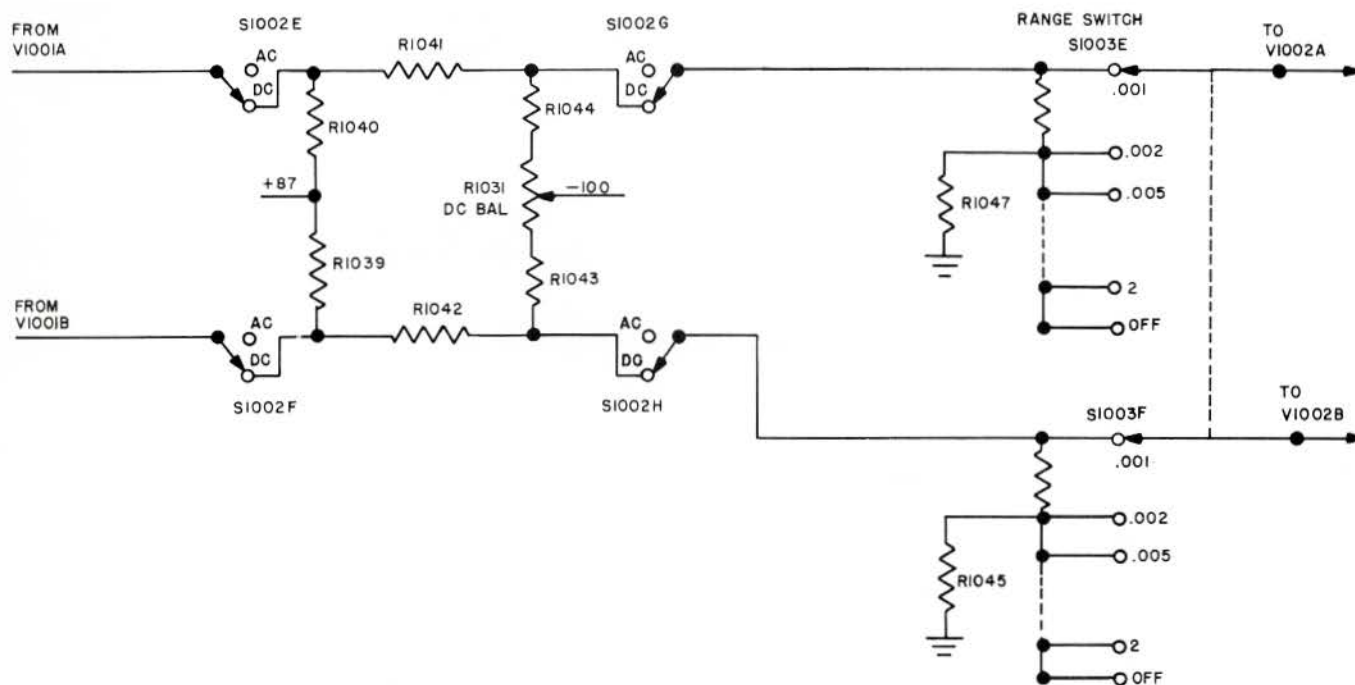 FROM
V1001A
S1002E
AC
DC
R1041
S1002G
AC
DC
RANGE SWITCH
S1003E
.001
TO
V1002A
R1040
R1044
+87
R1031
DC BAL
-100
R1047
.002
.005
R1039
R1043
2
OFF
FROM
V1001B
AC
DC
S1002F
R1042
AC
DG
S1002H
S1003F
.001
TO
V1002B
.002
.005
R1045
2
OFF